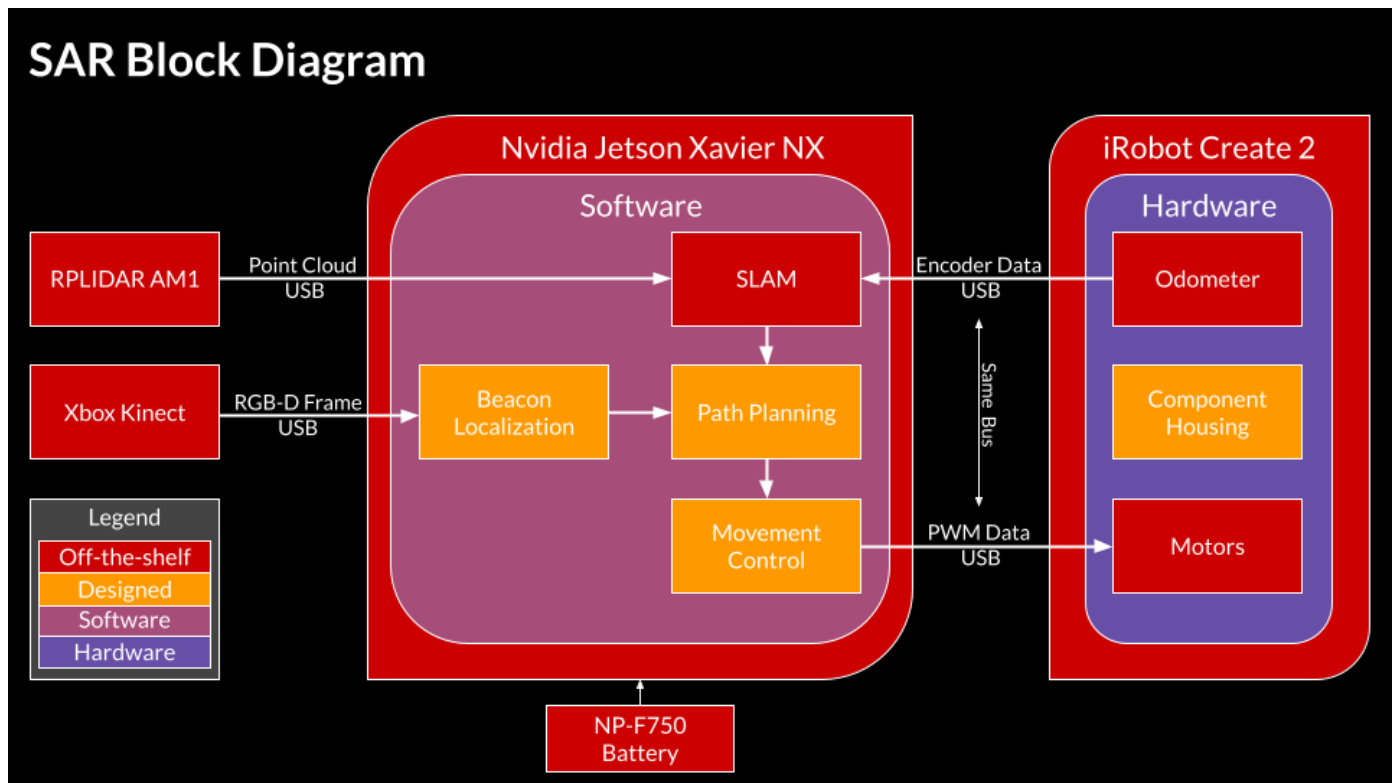 SAR Block Diagram
Nvidia Jetson Xavier NX
Software
iRobot Create 2
Hardware
RPLIDAR AM1
Point Cloud
USB
SLAM
Encoder Data
USB
Odometer
Same Bus
Xbox Kinect
RGB-D Frame
USB
Beacon
Localization
Path Planning
Component
Housing
Movement
Control
PWM Data
USB
Motors
Legend
Off-the-shelf
Designed
Software
Hardware
NP-F750
Battery